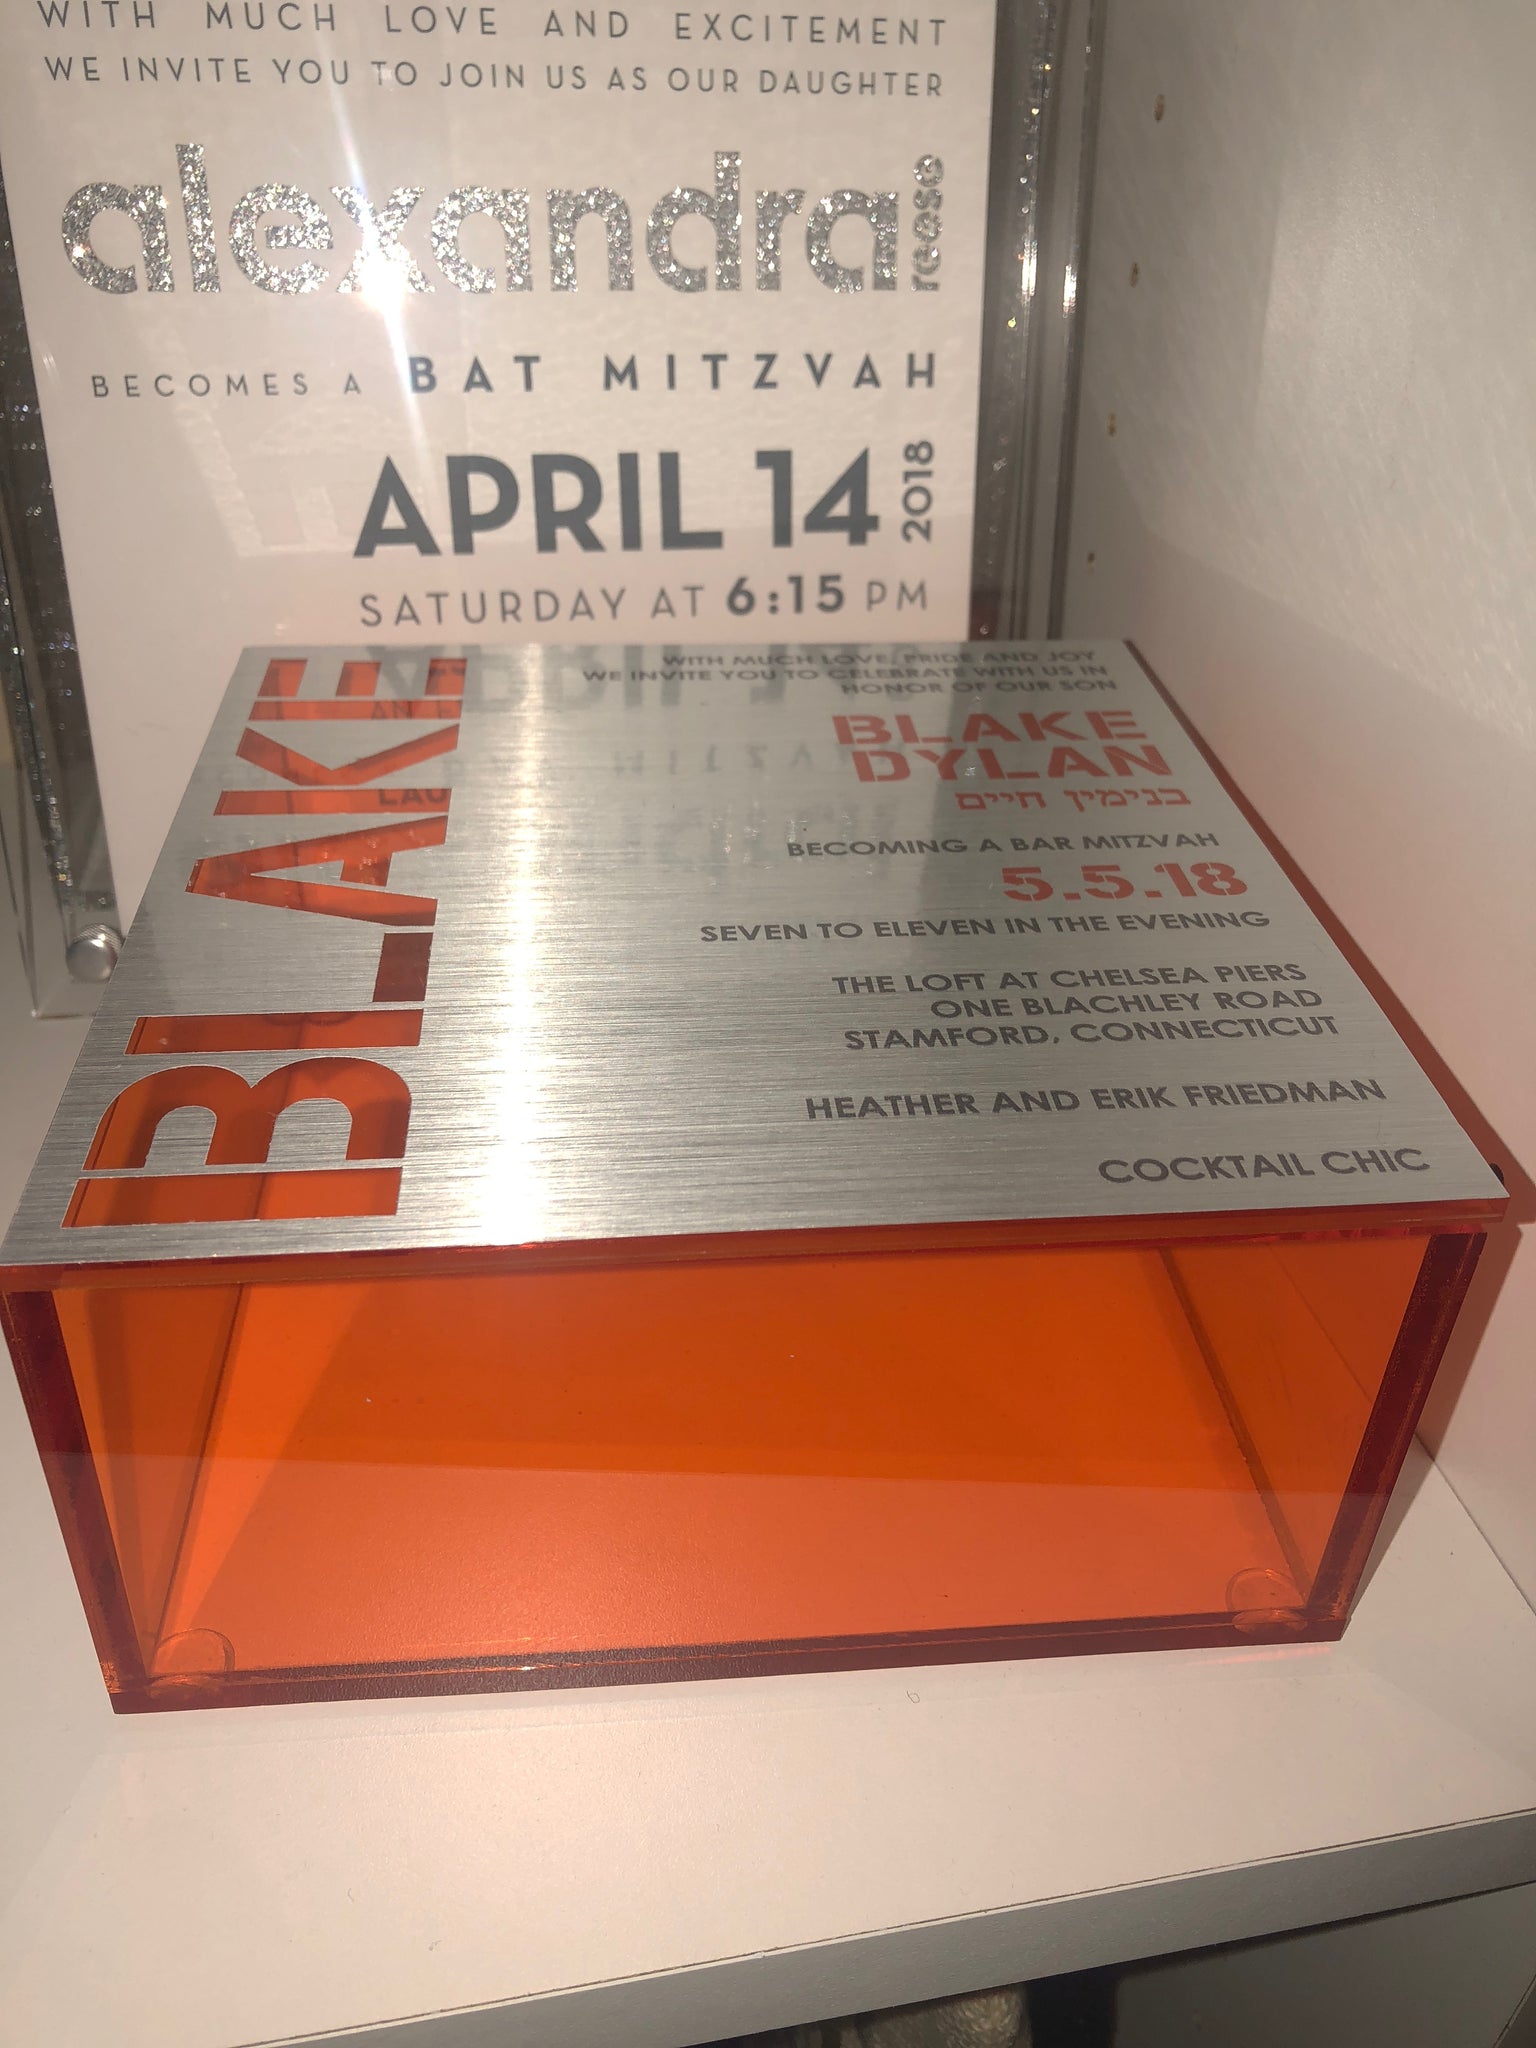 WITH MUCH LOVE AND EXCITEMENT
WE INVITE YOU TO JOIN US AS OUR DAUGHTER
alexandra reese
BECOMES A BAT MITZVAH
APRIL 14 2018
SATURDAY AT 6:15 PM
BLAKE
WITH MUCH LOVE, PRIDE AND JOY
WE INVITE YOU TO CELEBRATE WITH US IN
HONOR OF OUR SON
BLAKE
DYLAN
בנימין חיים
BECOMING A BAR MITZVAH
5.5.18
SEVEN TO ELEVEN IN THE EVENING
THE LOFT AT CHELSEA PIERS
ONE BLACHLEY ROAD
STAMFORD, CONNECTICUT
HEATHER AND ERIK FRIEDMAN
COCKTAIL CHIC